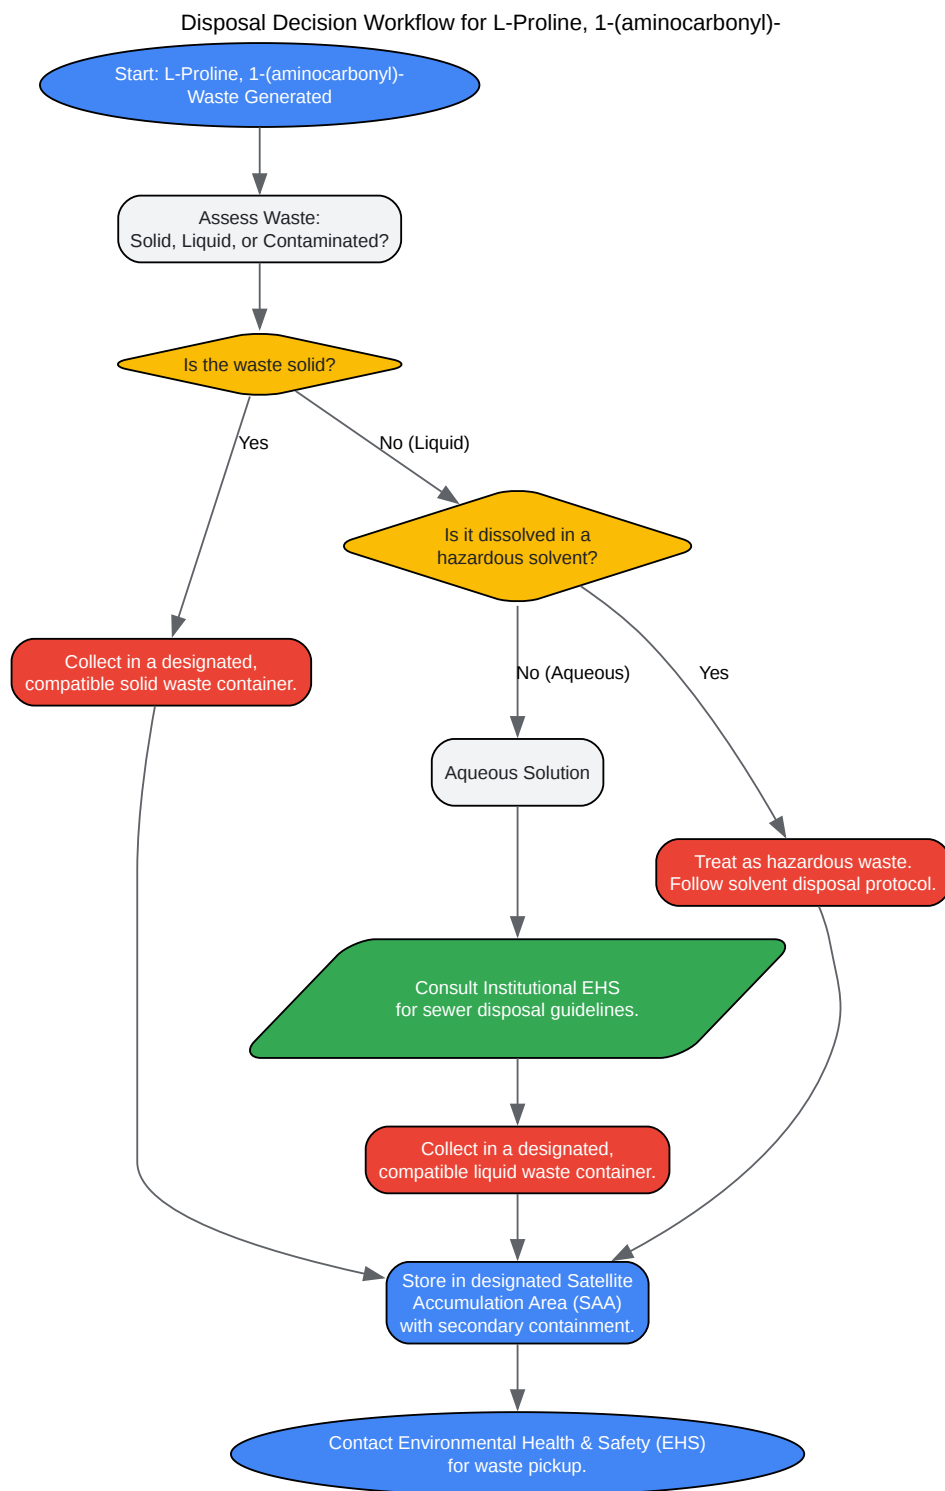 Disposal Decision Workflow for L-Proline, 1-(aminocarbonyl)-
Start: L-Proline, 1-(aminocarbonyl)-
Waste Generated
Assess Waste:
Solid, Liquid, or Contaminated?
Is the waste solid?
Yes
No (Liquid)
Is it dissolved in a
hazardous solvent?
Collect in a designated,
compatible solid waste container.
No (Aqueous)
Yes
Aqueous Solution
Treat as hazardous waste.
Follow solvent disposal protocol.
Consult Institutional EHS
for sewer disposal guidelines.
Collect in a designated,
compatible liquid waste container.
Store in designated Satellite
Accumulation Area (SAA)
with secondary containment.
Contact Environmental Health & Safety (EHS)
for waste pickup.